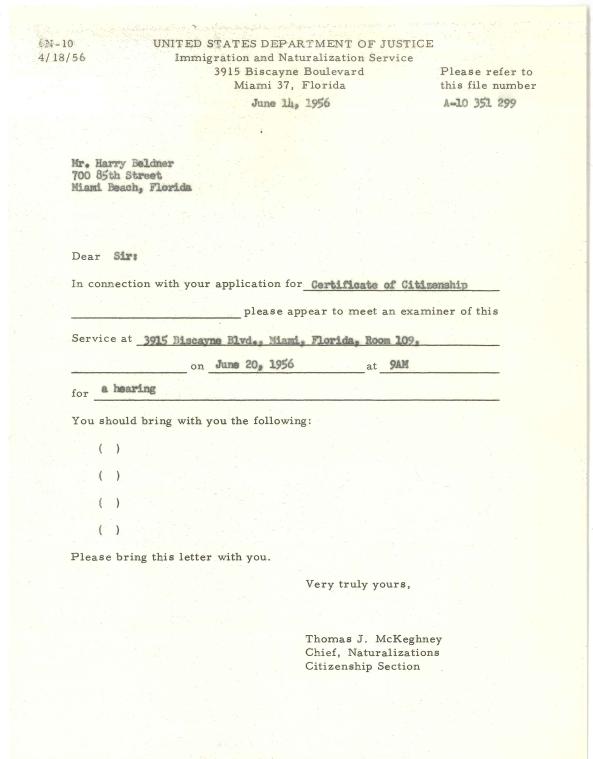 6N-10
4/18/56
UNITED STATES DEPARTMENT OF JUSTICE
Immigration and Naturalization Service
3915 Biscayne Boulevard
Miami 37, Florida
Please refer to
this file number
June 14, 1956
A-10 351 299
Mr. Harry Beldner
700 85th Street
Miami Beach, Florida
Dear Sir:
In connection with your application for Certificate of Citizenship
please appear to meet an examiner of this
Service at 3915 Biscayne Blvd., Miami, Florida, Room 109,
on June 20, 1956 at 9AM
for a hearing
You should bring with you the following:
( )
( )
( )
( )
Please bring this letter with you.
Very truly yours,
Thomas J. McKeghney
Chief, Naturalizations
Citizenship Section